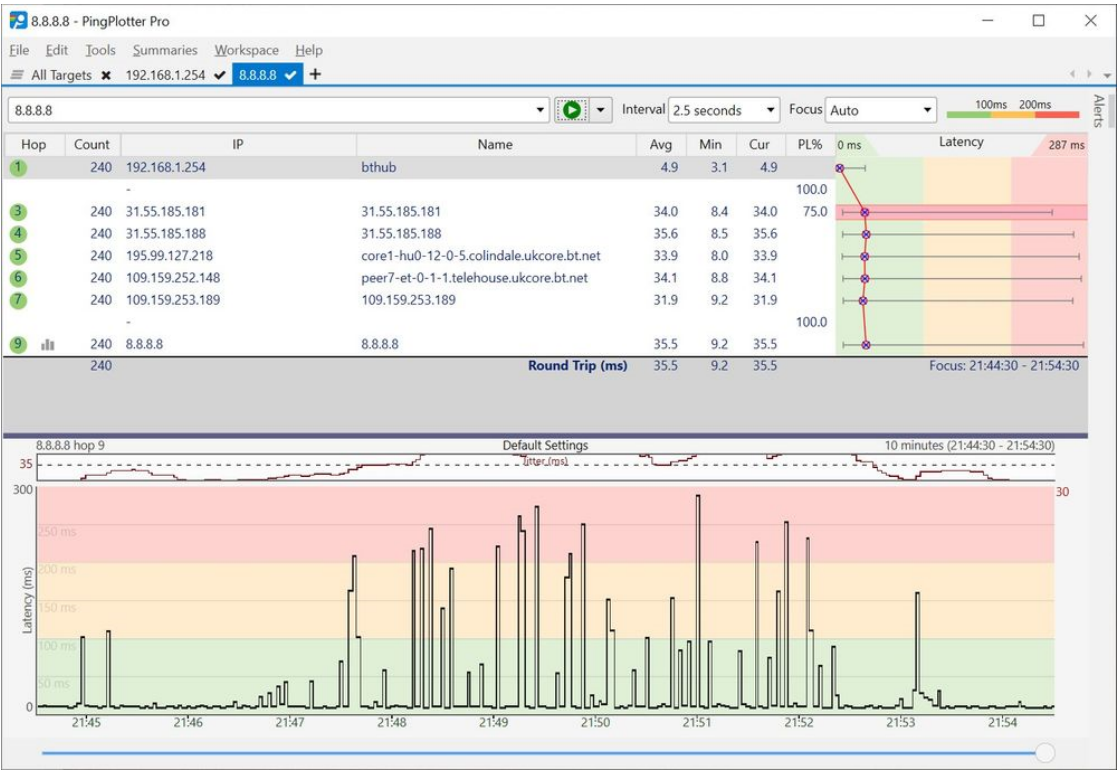 8.8.8.8 - PingPlotter Pro
File Edit Tools Summaries Workspace Help
All Targets 192.168.1.254 8.8.8.8 +
8.8.8.8 Interval 2.5 seconds Focus Auto 100ms 200ms Alerts
Hop Count IP Name Avg Min Cur PL% 0 ms Latency 287 ms
1 240 192.168.1.254 bthub 4.9 3.1 4.9
- 100.0
3 240 31.55.185.181 31.55.185.181 34.0 8.4 34.0 75.0
4 240 31.55.185.188 31.55.185.188 35.6 8.5 35.6
5 240 195.99.127.218 core1-hu0-12-0-5.colindale.ukcore.bt.net 33.9 8.0 33.9
6 240 109.159.252.148 peer7-et-0-1-1.telehouse.ukcore.bt.net 34.1 8.8 34.1
7 240 109.159.253.189 109.159.253.189 31.9 9.2 31.9
- 100.0
9 240 8.8.8.8 8.8.8.8 35.5 9.2 35.5
240 Round Trip (ms) 35.5 9.2 35.5 Focus: 21:44:30 - 21:54:30
8.8.8.8 hop 9 Default Settings 10 minutes (21:44:30 - 21:54:30)
35 Jitter (ms)
300 30
250 ms
200 ms
150 ms
100 ms
50 ms
0
Latency (ms)
21:45 21:46 21:47 21:48 21:49 21:50 21:51 21:52 21:53 21:54